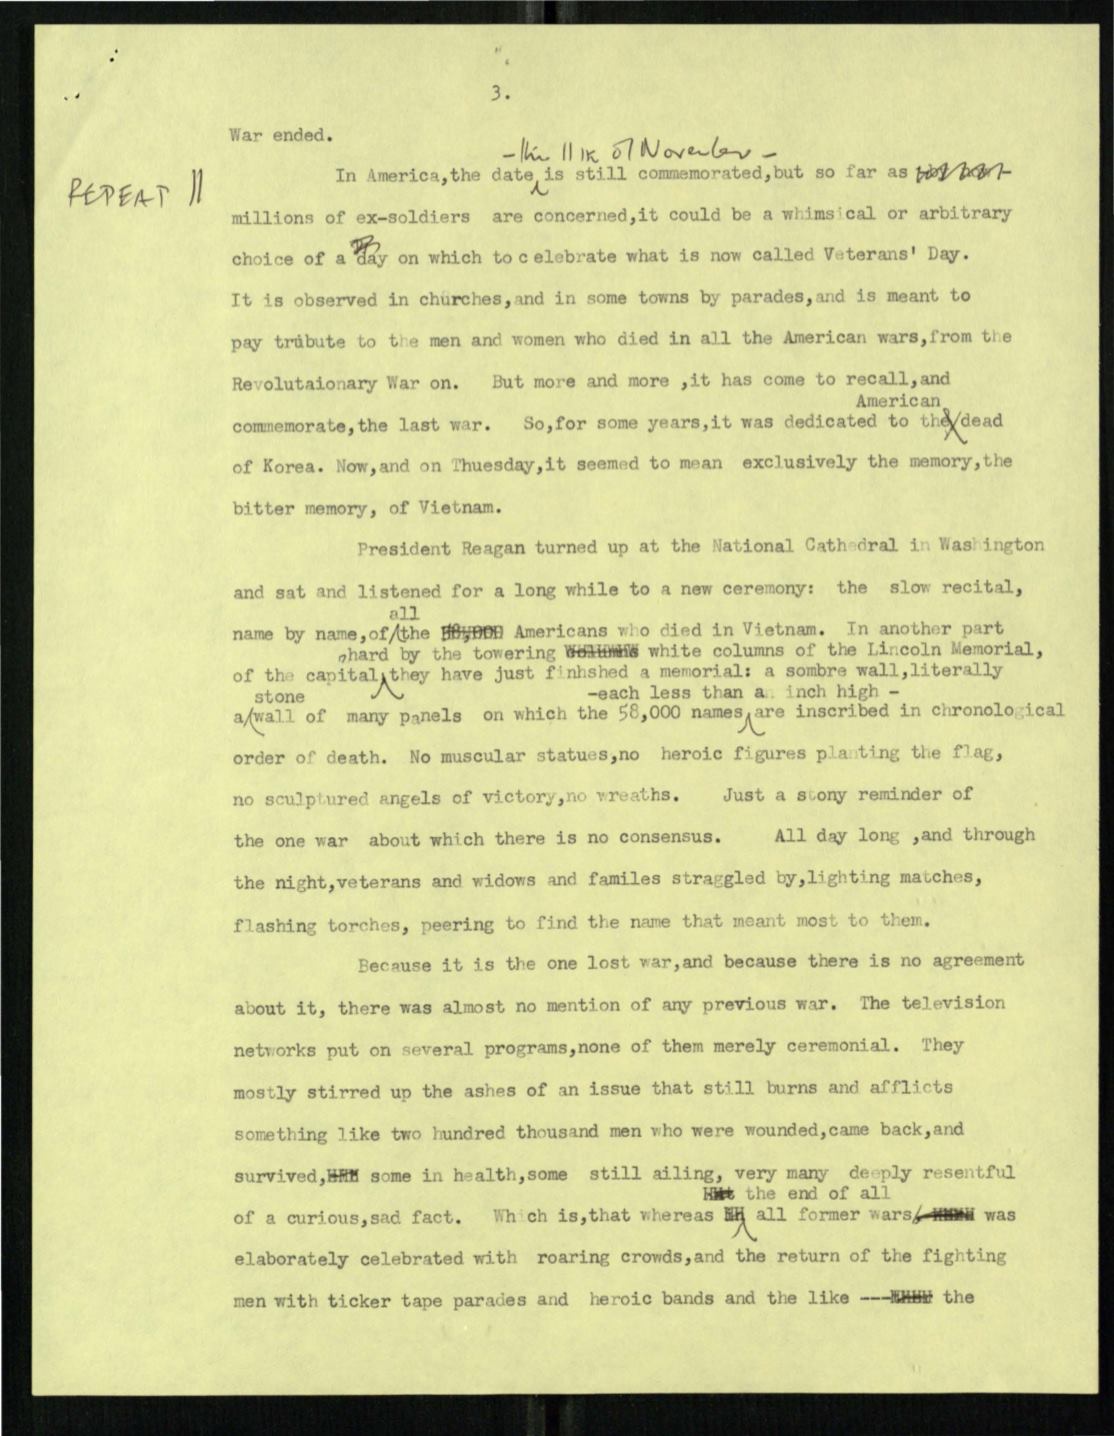 3.
War ended.
-the 11th of November-
REPEAT ||
In America,the date is still commemorated,but so far as
millions of ex-soldiers are concerned,it could be a whimsical or arbitrary
choice of a day on which to c elebrate what is now called Veterans' Day.
It is observed in churches,and in some towns by parades,and is meant to
pay trubute to the men and women who died in all the American wars,from the
Revolutaionary War on. But more and more ,it has come to recall,and
American
commemorate,the last war. So,for some years,it was dedicated to the dead
of Korea. Now,and on Thuesday,it seemed to mean exclusively the memory,the
bitter memory, of Vietnam.
President Reagan turned up at the National Cathedral in Washington
and sat and listened for a long while to a new ceremony: the slow recital,
all
name by name,of/the Americans who died in Vietnam. In another part
hard by the towering white columns of the Lincoln Memorial,
of the capital they have just finhshed a memorial: a sombre wall,literally
stone -each less than an inch high -
a/wall of many panels on which the 58,000 names are inscribed in chronological
order of death. No muscular statues,no heroic figures planting the flag,
no sculptured angels of victory,no wreaths. Just a stony reminder of
the one war about which there is no consensus. All day long ,and through
the night,veterans and widows and familes straggled by,lighting matches,
flashing torches, peering to find the name that meant most to them.
Because it is the one lost war,and because there is no agreement
about it, there was almost no mention of any previous war. The television
networks put on several programs,none of them merely ceremonial. They
mostly stirred up the ashes of an issue that still burns and afflicts
something like two hundred thousand men who were wounded,came back,and
survived, some in health,some still ailing, very many deeply resentful
the end of all
of a curious,sad fact. Which is,that whereas all former wars was
elaborately celebrated with roaring crowds,and the return of the fighting
men with ticker tape parades and heroic bands and the like --- the